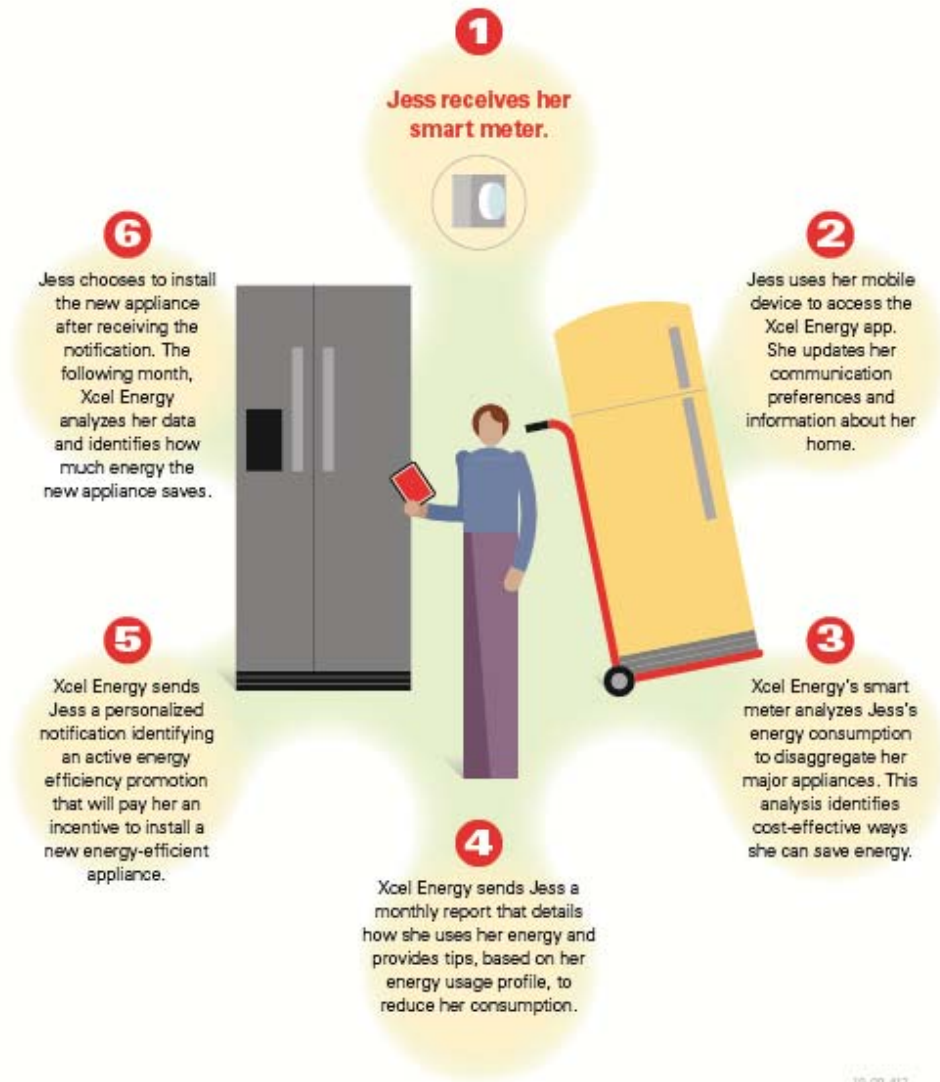 1
Jess receives her
smart meter.
2
Jess uses her mobile
device to access the
Xcel Energy app.
She updates her
communication
preferences and
information about her
home.
3
Xcel Energy's smart
meter analyzes Jess's
energy consumption
to disaggregate her
major appliances. This
analysis identifies
cost-effective ways
she can save energy.
4
Xcel Energy sends Jess a
monthly report that details
how she uses her energy and
provides tips, based on her
energy usage profile, to
reduce her consumption.
5
Xcel Energy sends
Jess a personalized
notification identifying
an active energy
efficiency promotion
that will pay her an
incentive to install a
new energy-efficient
appliance.
6
Jess chooses to install
the new appliance
after receiving the
notification. The
following month,
Xcel Energy
analyzes her data
and identifies how
much energy the
new appliance saves.